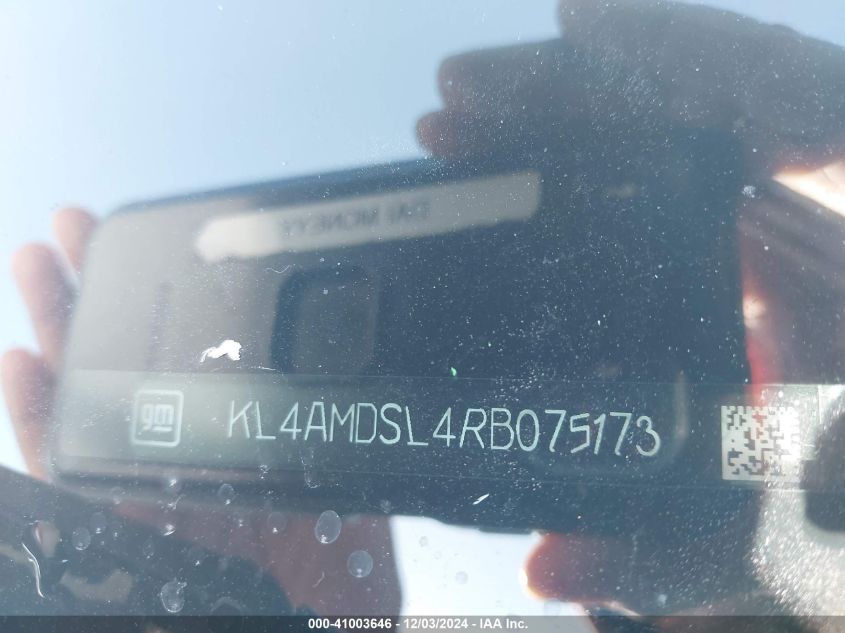 gm KL4AMDSL4RB075173
000-41003646 - 12/03/2024 - IAA Inc.